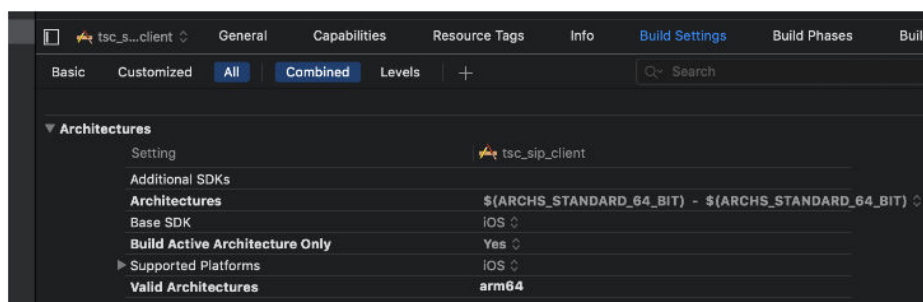 tsc_s...client General Capabilities Resource Tags Info Build Settings Build Phases Buil
Basic Customized All Combined Levels + Search
Architectures
Setting tsc_sip_client
Additional SDKs
Architectures $(ARCHS_STANDARD_64_BIT) - $(ARCHS_STANDARD_64_BIT)
Base SDK iOS
Build Active Architecture Only Yes
Supported Platforms iOS
Valid Architectures arm64